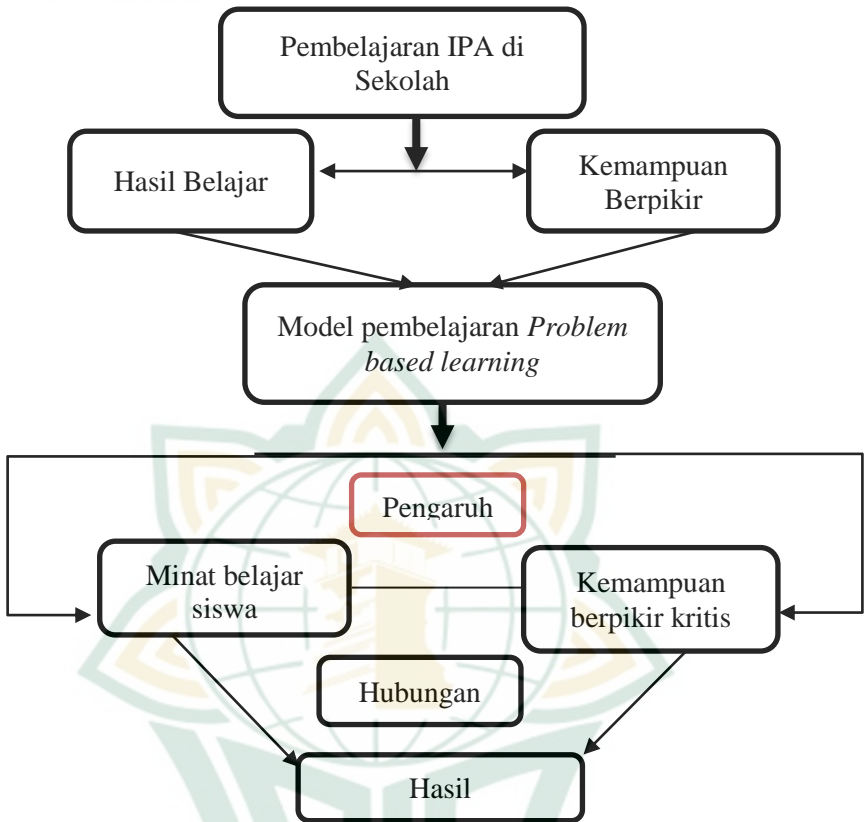 Pembelajaran IPA di
Sekolah
Hasil Belajar
Kemampuan
Berpikir
Model pembelajaran Problem
based learning
Pengaruh
Minat belajar
siswa
Kemampuan
berpikir kritis
Hubungan
Hasil